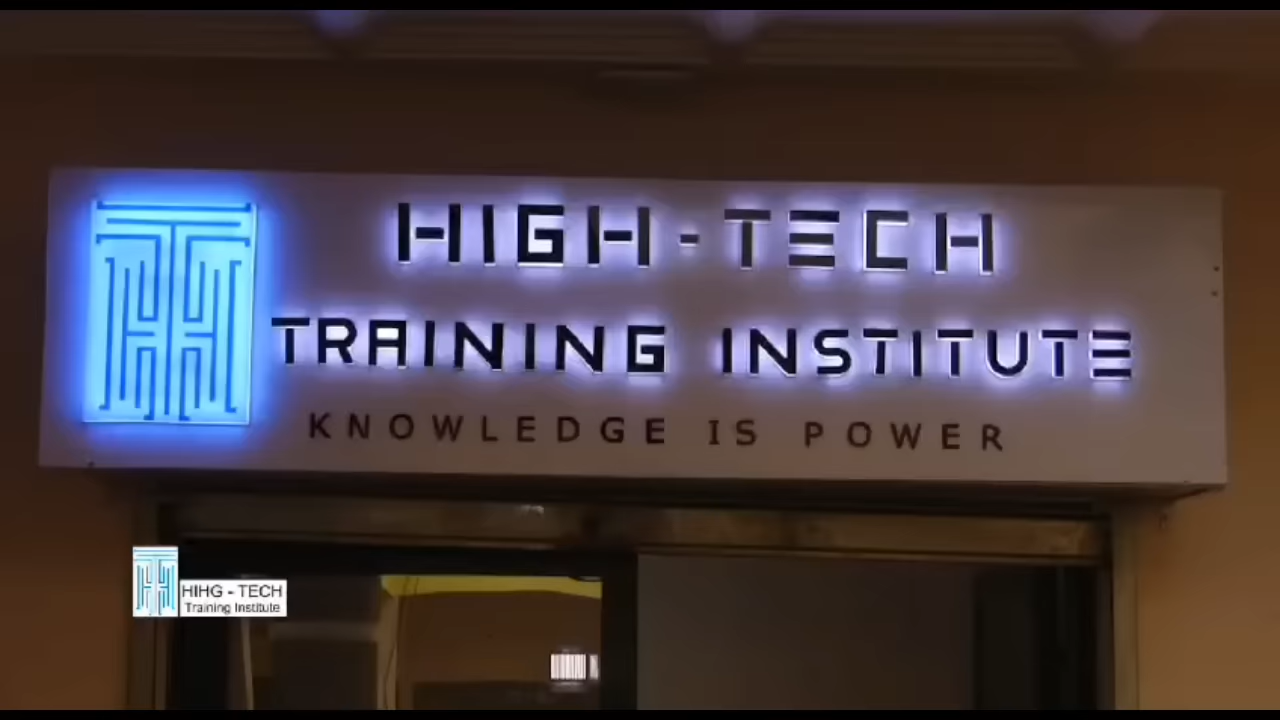 HIGH-TECH
TRAINING INSTITUTE
KNOWLEDGE IS POWER
HIHG - TECH
Training Institute